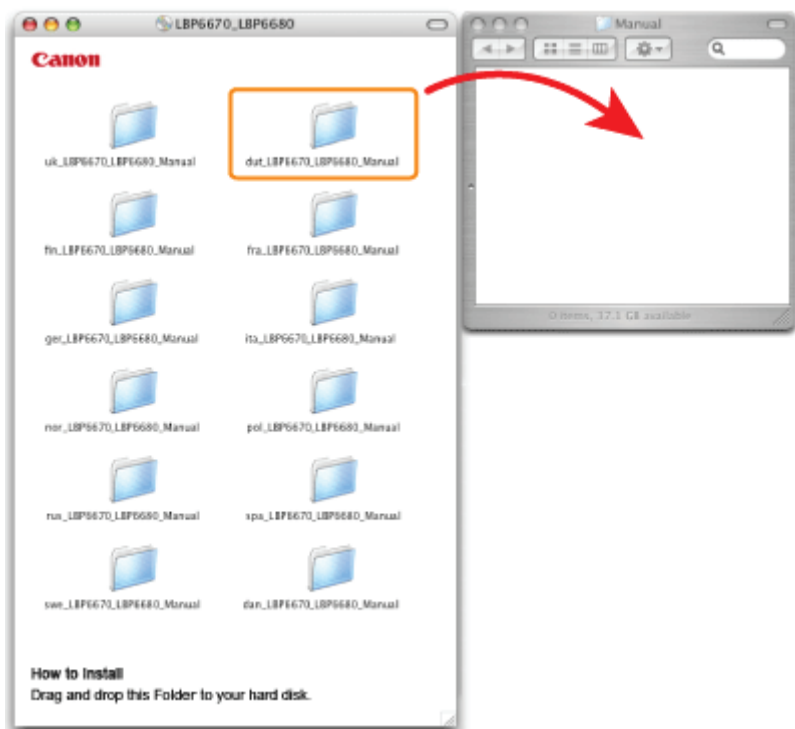 LBP6670_LBP6680
Manual
Canon
uk_LBP6670_LBP6680_Manual
dut_LBP6670_LBP6680_Manual
fin_LBP6670_LBP6680_Manual
fra_LBP6670_LBP6680_Manual
ger_LBP6670_LBP6680_Manual
ita_LBP6670_LBP6680_Manual
nor_LBP6670_LBP6680_Manual
pol_LBP6670_LBP6680_Manual
rus_LBP6670_LBP6680_Manual
spa_LBP6670_LBP6680_Manual
swe_LBP6670_LBP6680_Manual
dan_LBP6670_LBP6680_Manual
0 items, 37.1 GB available
How to Install
Drag and drop this Folder to your hard disk.